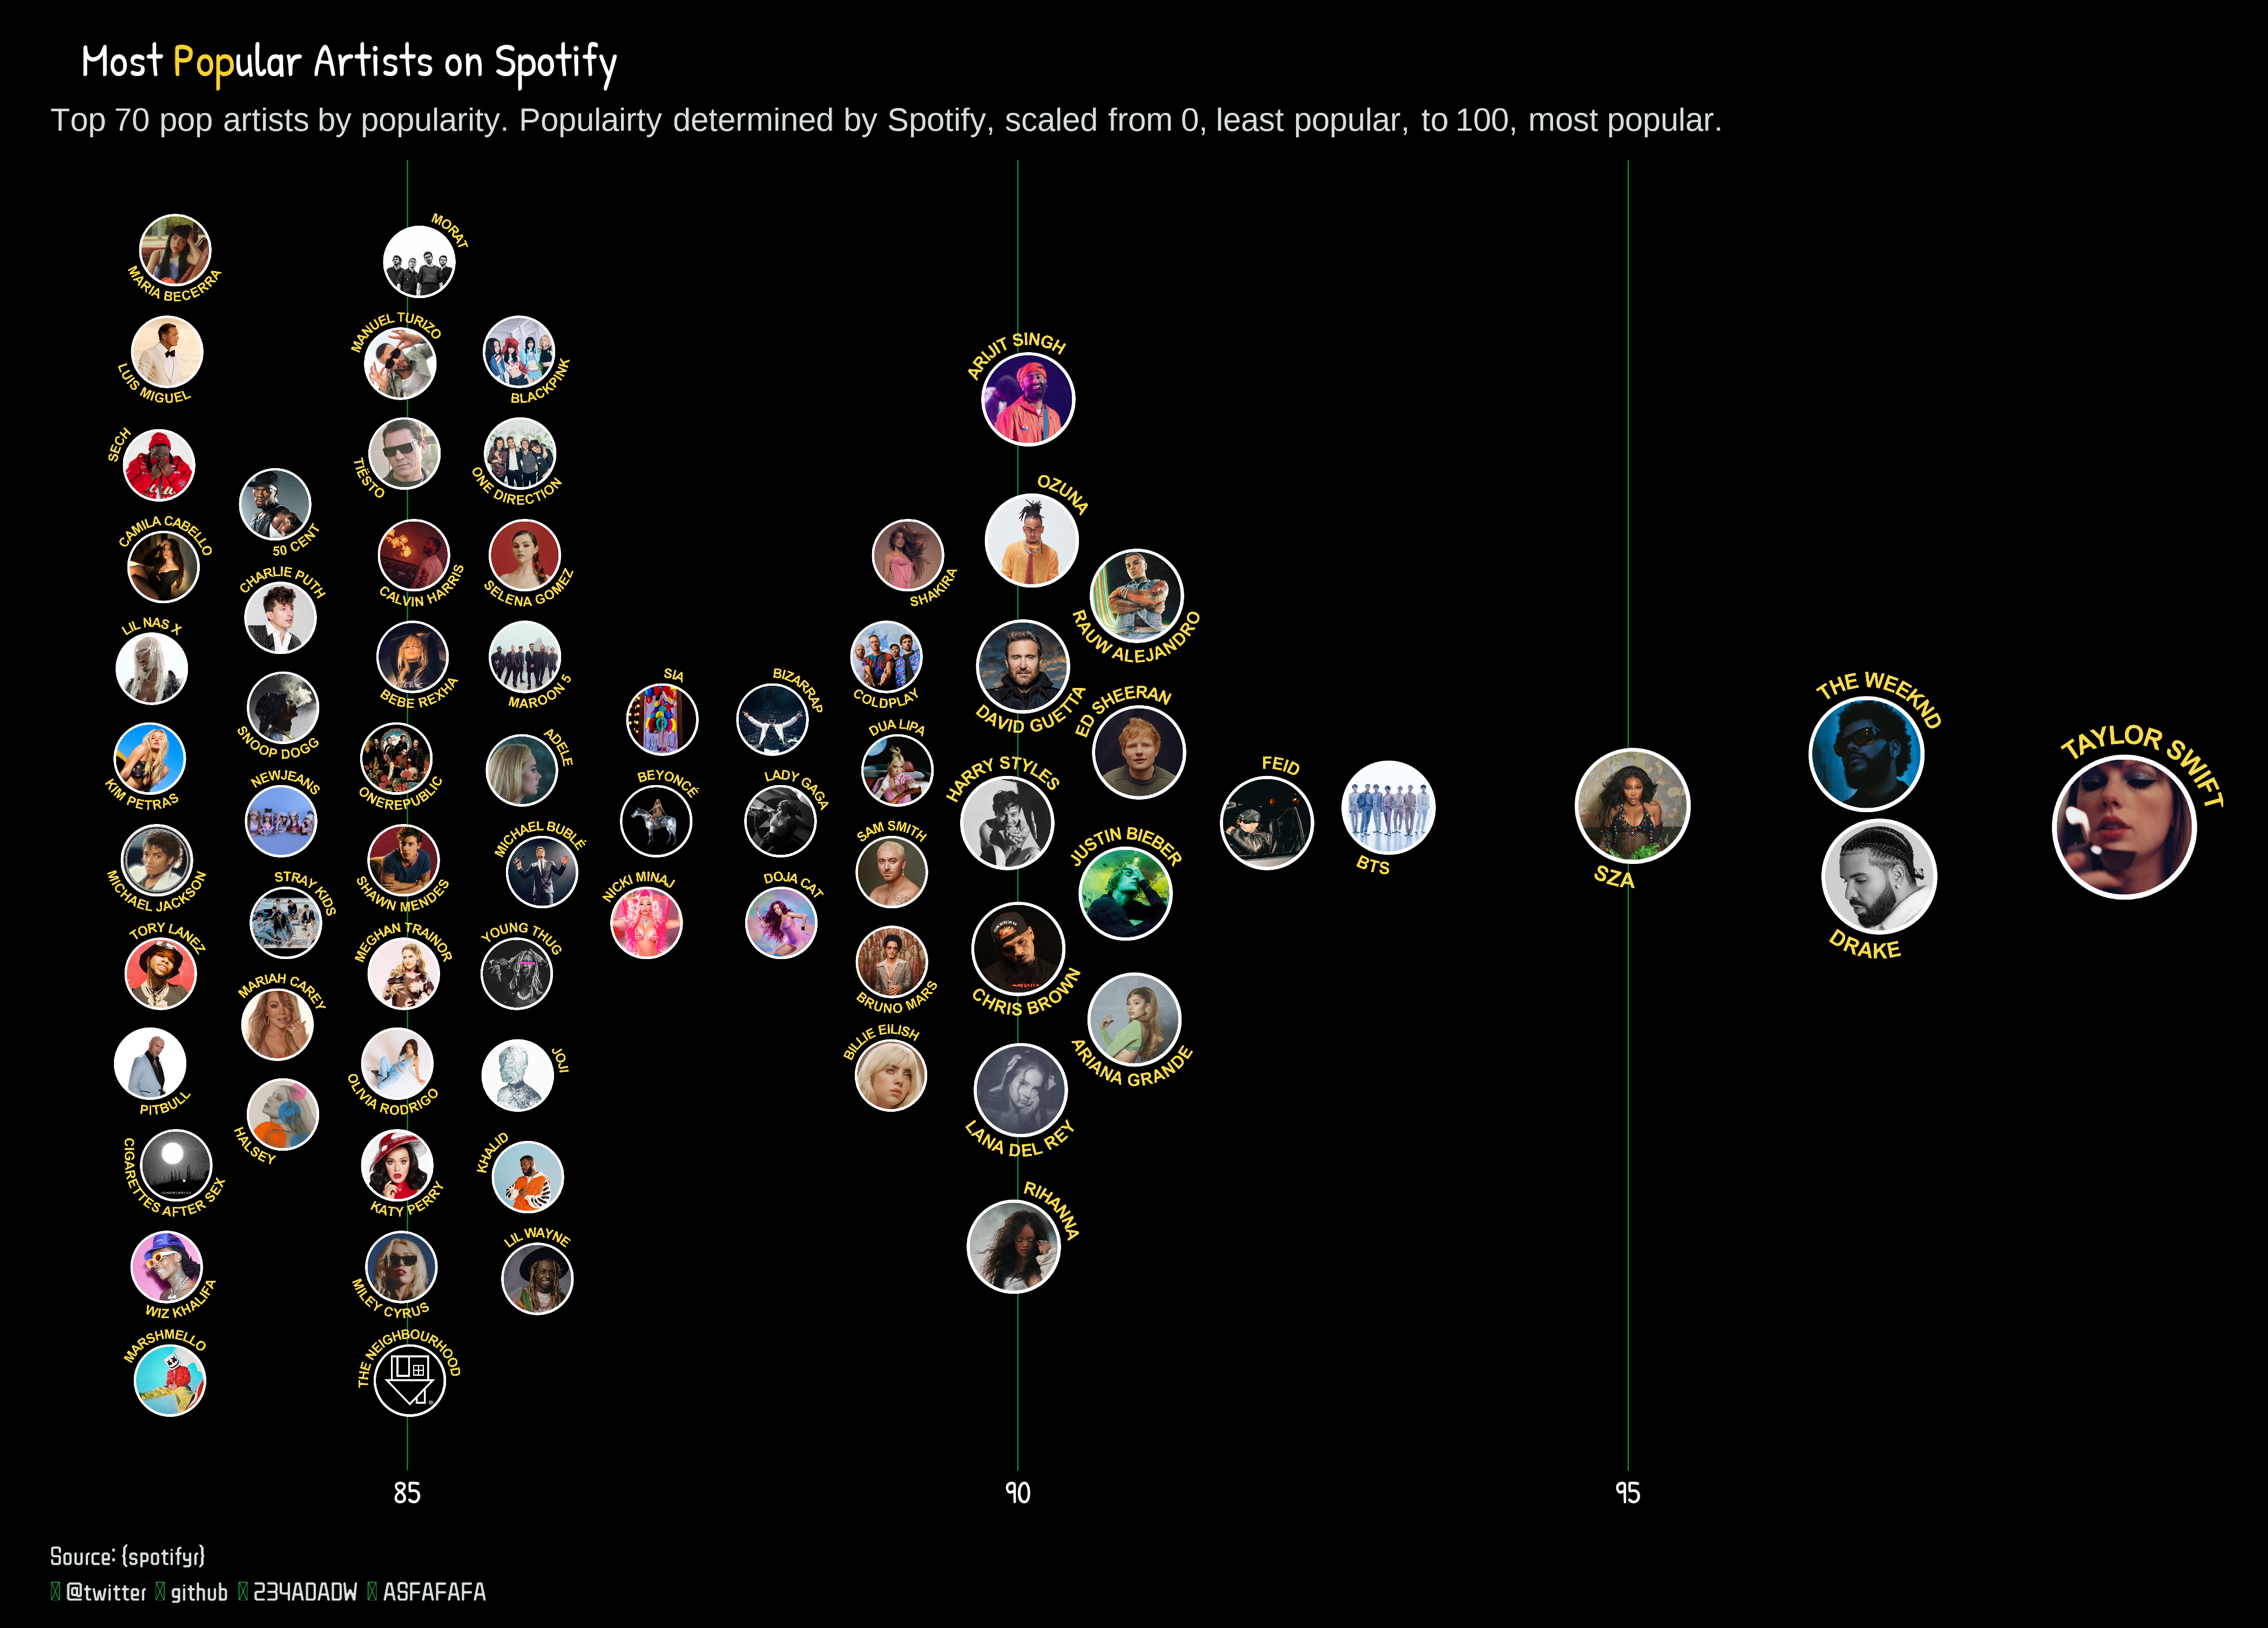 Most Popular Artists on Spotify
Top 70 pop artists by popularity. Populairty determined by Spotify, scaled from 0, least popular, to 100, most popular.
MARIA BECERRA
LUIS MIGUEL
SECH
CAMILA CABELLO
LIL NAS X
KIM PETRAS
MICHAEL JACKSON
TORY LANEZ
PITBULL
CIGARETTES AFTER SEX
WIZ KHALIFA
MARSHMELLO
50 CENT
CHARLIE PUTH
SNOOP DOGG
NEWJEANS
STRAY KIDS
MARIAH CAREY
HALSEY
MORAT
MANUEL TURIZO
TIËSTO
CALVIN HARRIS
BEBE REXHA
ONEREPUBLIC
SHAWN MENDES
MEGHAN TRAINOR
OLIVIA RODRIGO
KATY PERRY
MILEY CYRUS
THE NEIGHBOURHOOD
BLACKPINK
ONE DIRECTION
SELENA GOMEZ
MAROON 5
ADELE
MICHAEL BUBLÉ
YOUNG THUG
JOJI
KHALID
LIL WAYNE
SIA
BEYONCÉ
NICKI MINAJ
BIZARRAP
LADY GAGA
DOJA CAT
SHAKIRA
COLDPLAY
DUA LIPA
SAM SMITH
BRUNO MARS
BILLIE EILISH
ARIJIT SINGH
OZUNA
DAVID GUETTA
HARRY STYLES
CHRIS BROWN
LANA DEL REY
RIHANNA
RAUW ALEJANDRO
ED SHEERAN
JUSTIN BIEBER
ARIANA GRANDE
FEID
BTS
SZA
THE WEEKND
DRAKE
TAYLOR SWIFT
85
90
95
Source: {spotifyr}
@twitter github 234ADADW ASFAFAFA